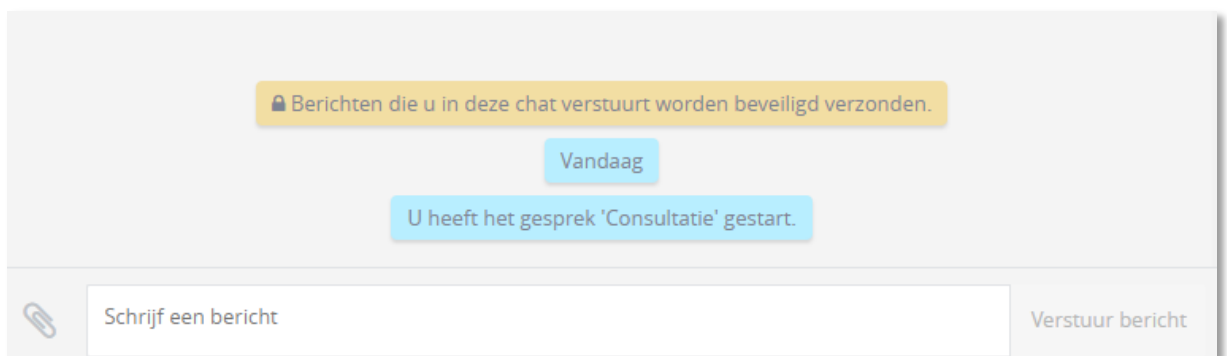 Berichten die u in deze chat verstuurt worden beveiligd verzonden.
Vandaag
U heeft het gesprek 'Consultatie' gestart.
Schrijf een bericht
Verstuur bericht